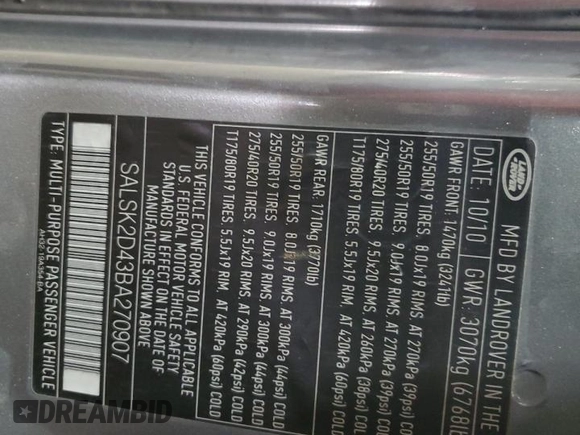 LAND
ROVER
MFD BY LANDROVER IN THE
DATE: 10/10 GWR: 3070kg (6768lb
GAWR FRONT: 1470kg (3241lb)
255/50R19 TIRES. 8.0Jx19 RIMS. AT 270kPa (39psi) COLD
255/50R19 TIRES. 9.0Jx19 RIMS. AT 270kPa (39psi) COLD
275/40R20 TIRES. 9.5Jx20 RIMS. AT 260kPa (38psi) COLD
T175/80R19 TIRES 5.5Jx19 RIM. AT 420kPa (60psi) COLD
GAWR REAR: 1710kg (3770lb)
255/50R19 TIRES. 8.0Jx19 RIMS. AT 300kPa (44psi) COLD
255/50R19 TIRES. 9.0Jx19 RIMS. AT 300kPa (44psi) COLD
275/40R20 TIRES. 9.5Jx20 RIMS. AT 290kPa (42psi) COLD
T175/80R19 TIRES 5.5Jx19 RIM. AT 420kPa (60psi) COLD
THIS VEHICLE CONFORMS TO ALL APPLICABLE
U.S. FEDERAL MOTOR VEHICLE SAFETY
STANDARDS IN EFFECT ON THE DATE OF
MANUFACTURE SHOWN ABOVE
SALSK2D43BA270907
TYPE: MULTI-PURPOSE PASSENGER VEHICLE
DREAMBID